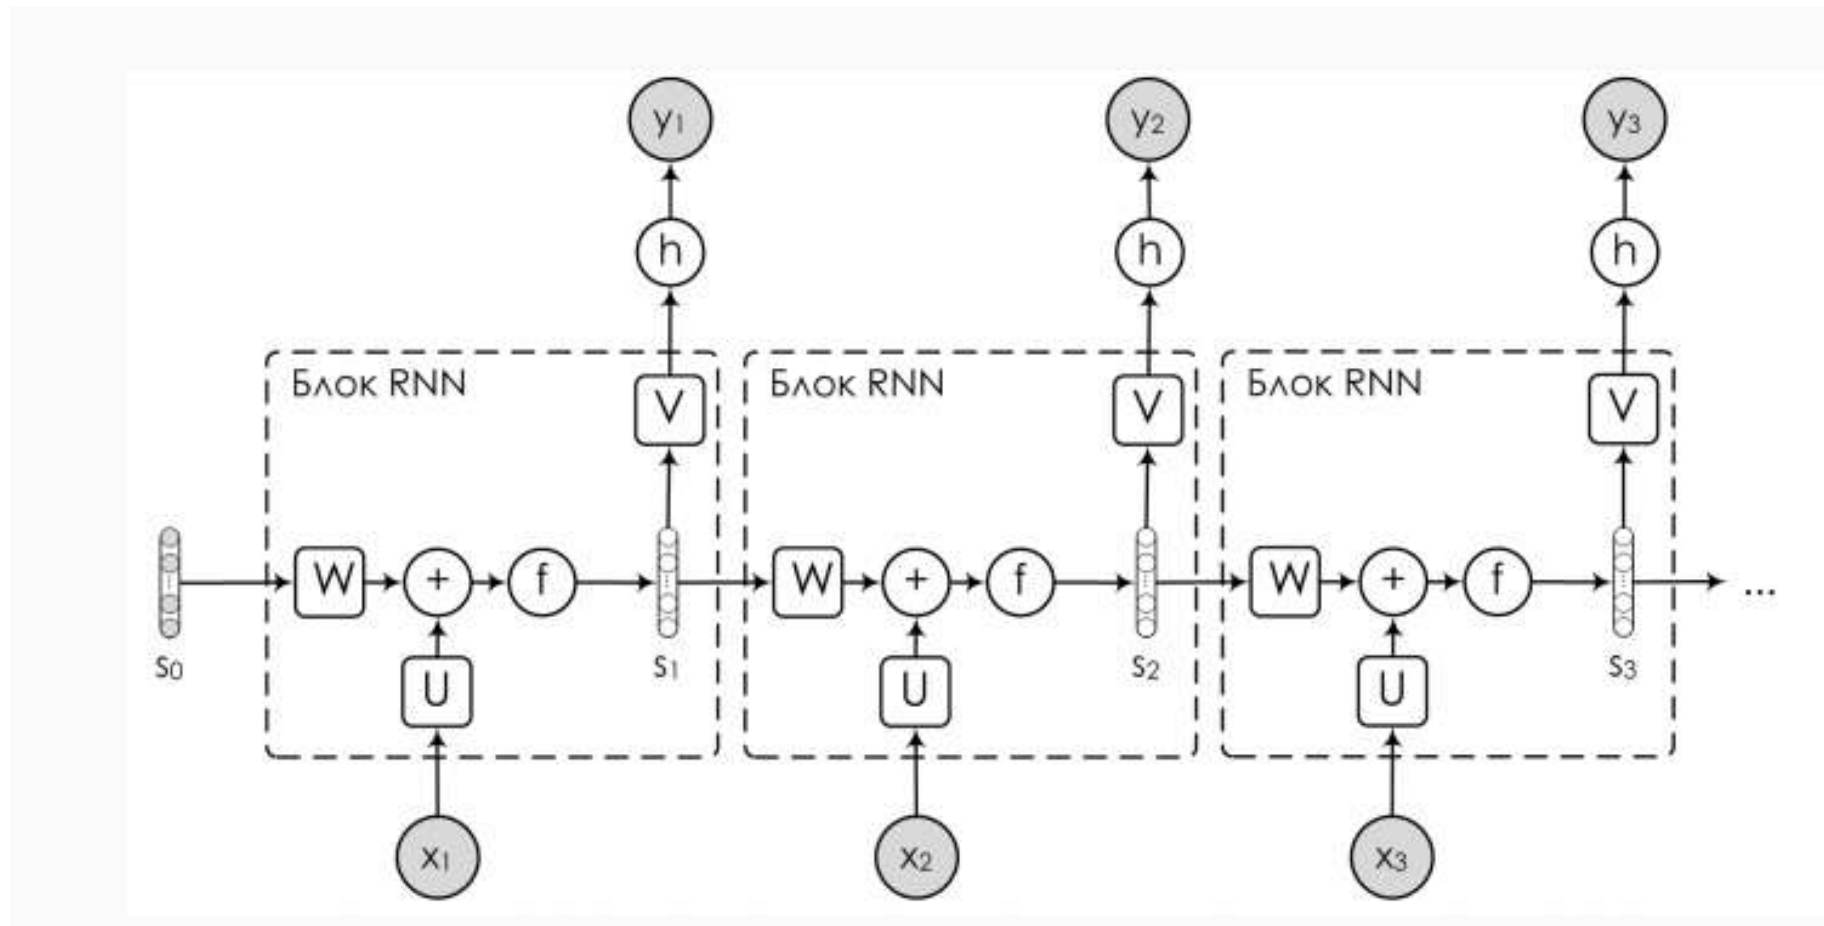 y1 y2 y3
h h h
Блок RNN V Блок RNN V Блок RNN V
W + f W + f W + f ...
s0 s1 s2 s3
U U U
x1 x2 x3